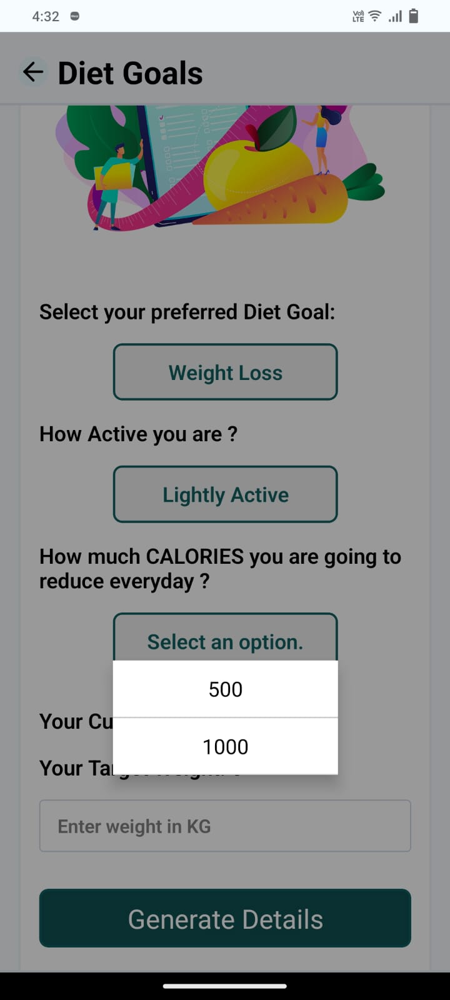 4:32
Vo))
LTE
Diet Goals
Select your preferred Diet Goal:
Weight Loss
How Active you are ?
Lightly Active
How much CALORIES you are going to
reduce everyday ?
Select an option.
500
1000
Your Cu
Your Ta
Enter weight in KG
Generate Details